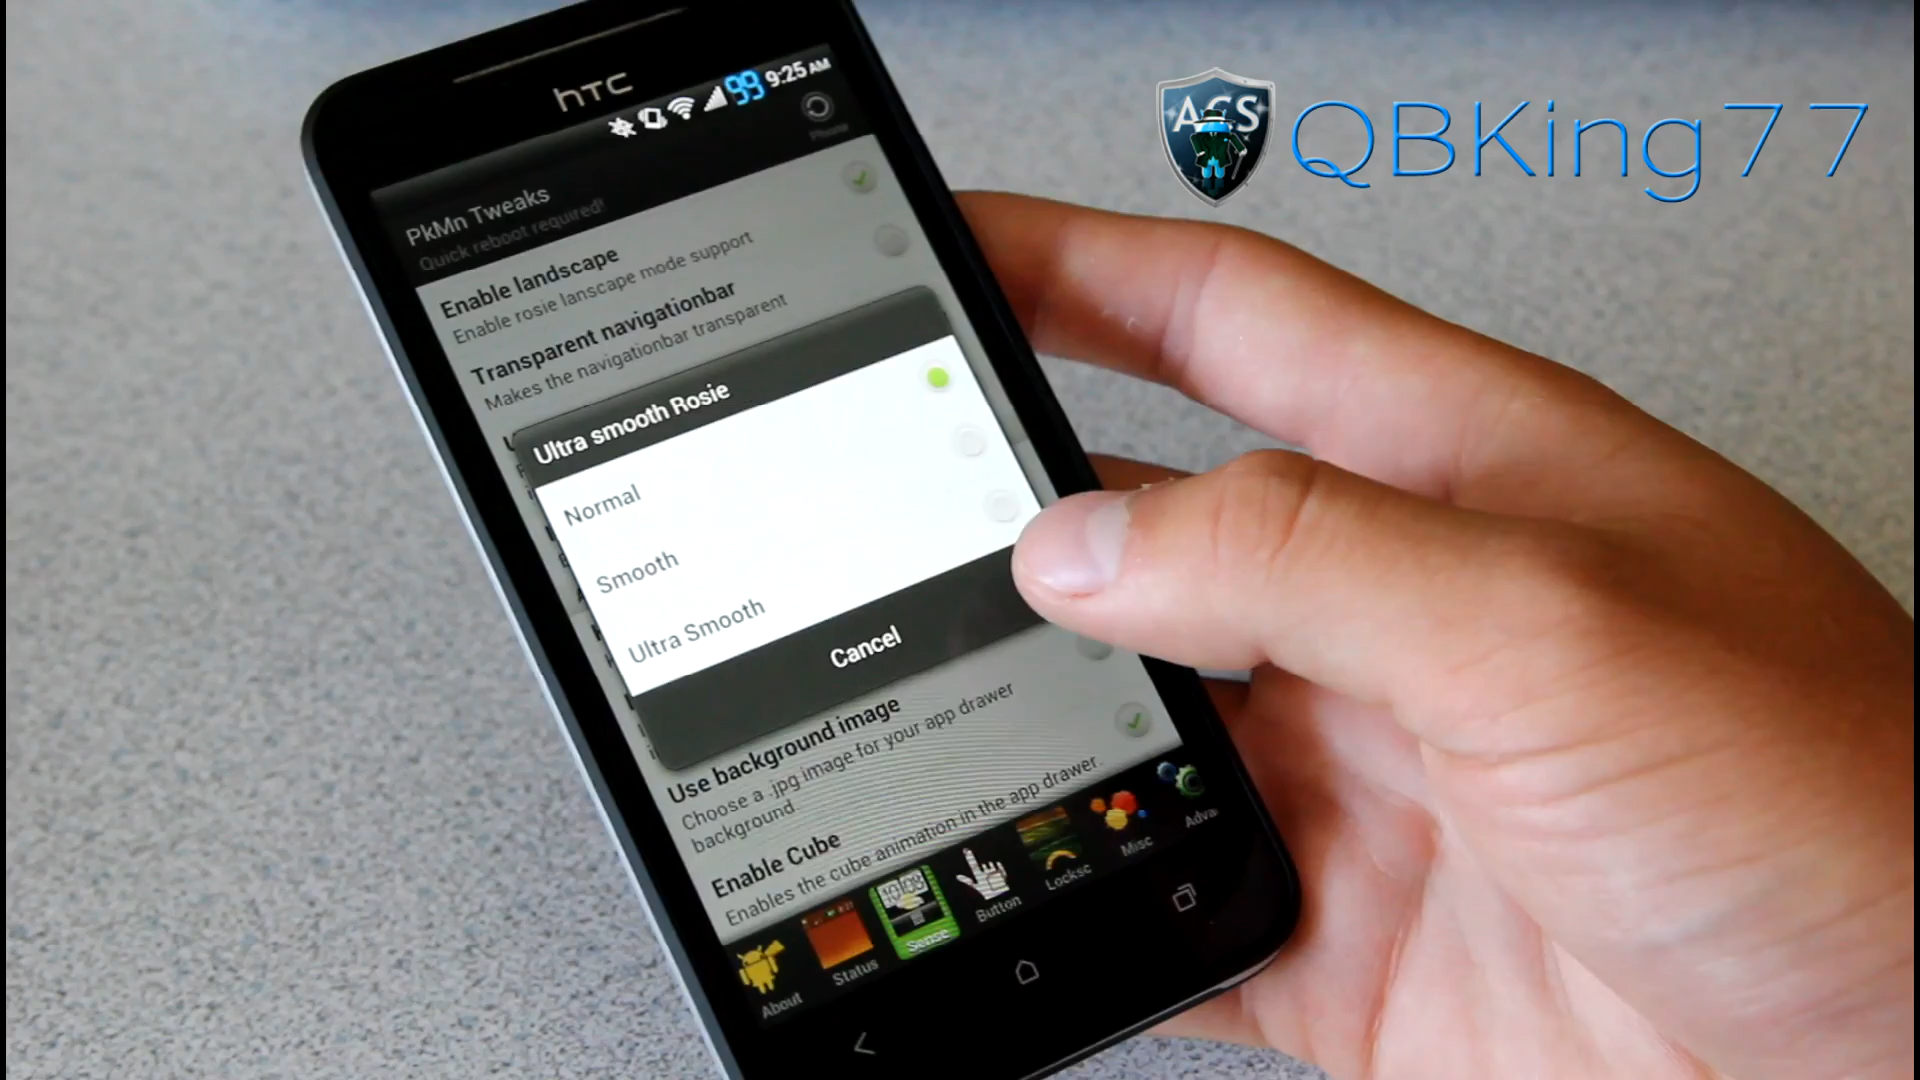 hTC
99 9:25 AM
Phone
ACS
QBKing77
PkMn Tweaks
Quick reboot required!
Enable landscape
Enable rosie lanscape mode support
Transparent navigationbar
Makes the navigationbar transparent
Ultra smooth Rosie
Normal
Smooth
Ultra Smooth
Cancel
Use background image
Choose a .jpg image for your app drawer
background.
Enable Cube
Enables the cube animation in the app drawer.
About
Status
Sense
Button
Locksc
Misc
Adva